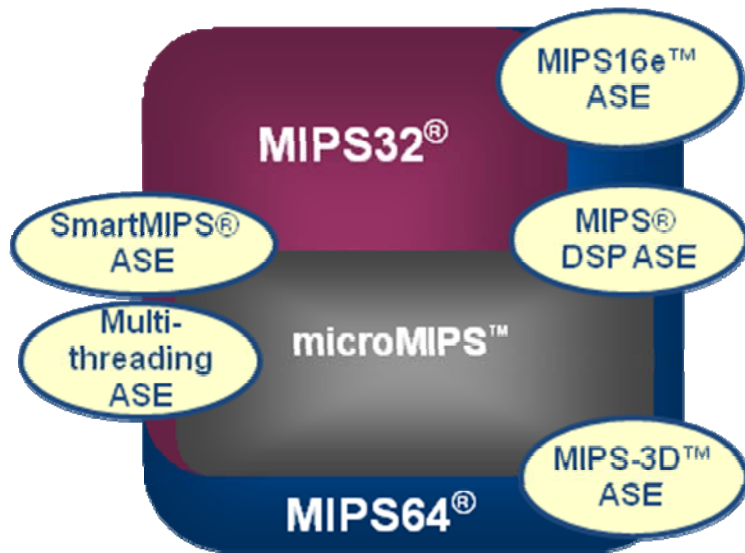 MIPS16e™
ASE
MIPS32®
SmartMIPS®
ASE
MIPS®
DSP ASE
Multi-
threading
ASE
microMIPS™
MIPS-3D™
ASE
MIPS64®